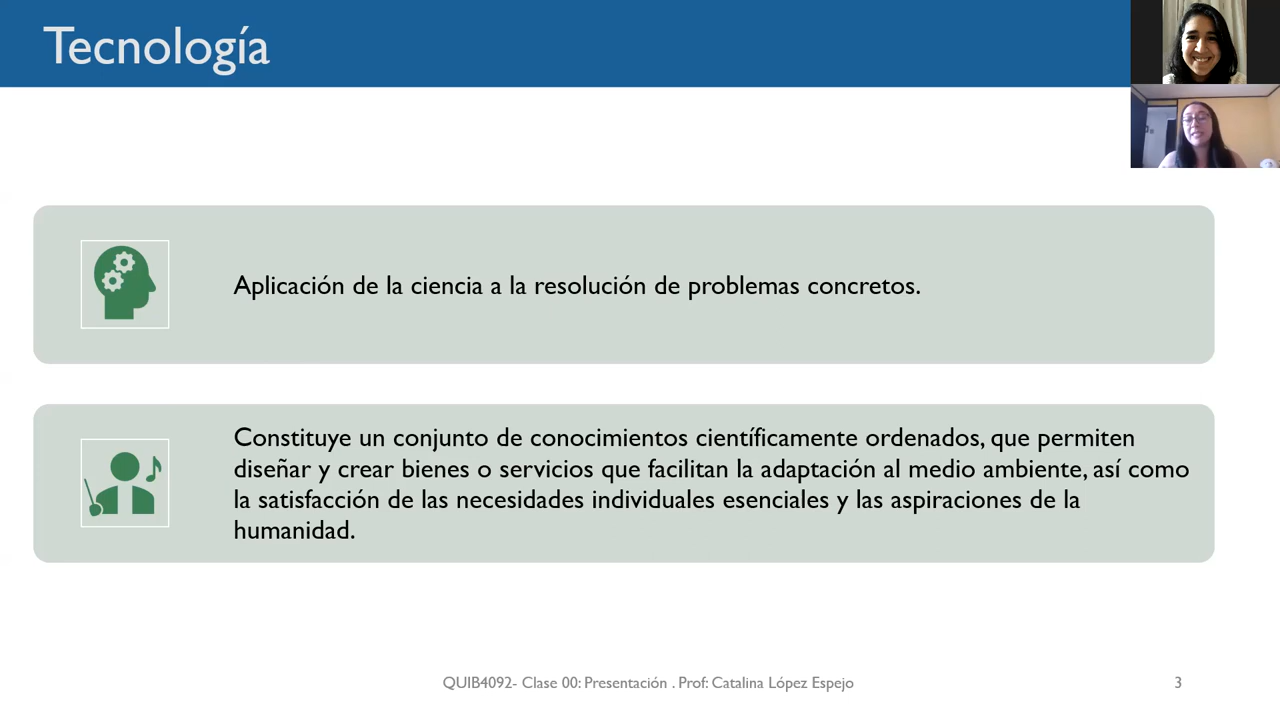 Tecnología
Aplicación de la ciencia a la resolución de problemas concretos.
Constituye un conjunto de conocimientos científicamente ordenados, que permiten
diseñar y crear bienes o servicios que facilitan la adaptación al medio ambiente, así como
la satisfacción de las necesidades individuales esenciales y las aspiraciones de la
humanidad.
QUIB4092- Clase 00: Presentación . Prof: Catalina López Espejo
3